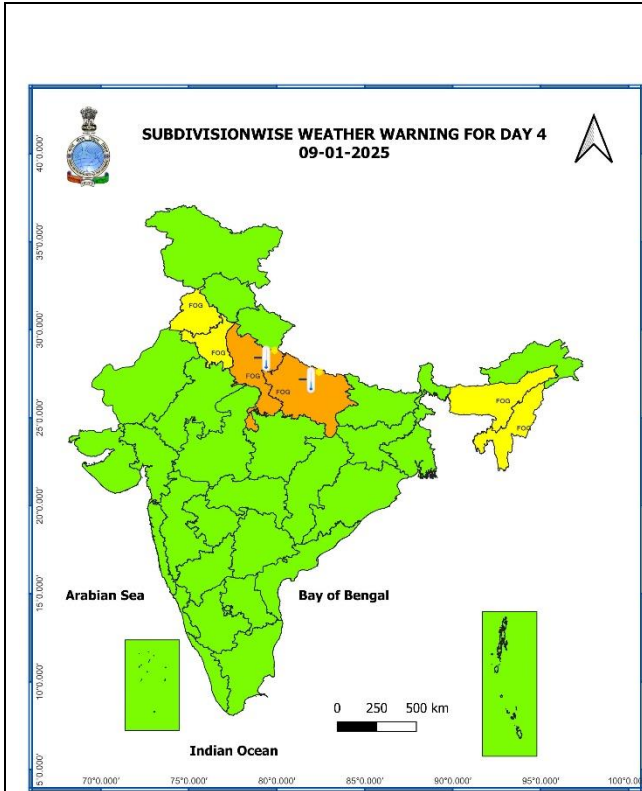 SUBDIVISIONWISE WEATHER WARNING FOR DAY 4
09-01-2025
40°0.000'
35°0.000'
30°0.000'
25°0.000'
20°0.000'
15°0.000'
10°0.000'
5°0.000'
FOG
FOG
FOG
FOG
FOG
FOG
Arabian Sea
Bay of Bengal
0 250 500 km
Indian Ocean
70°0.000' 75°0.000' 80°0.000' 85°0.000' 90°0.000' 95°0.000' 100°0.0